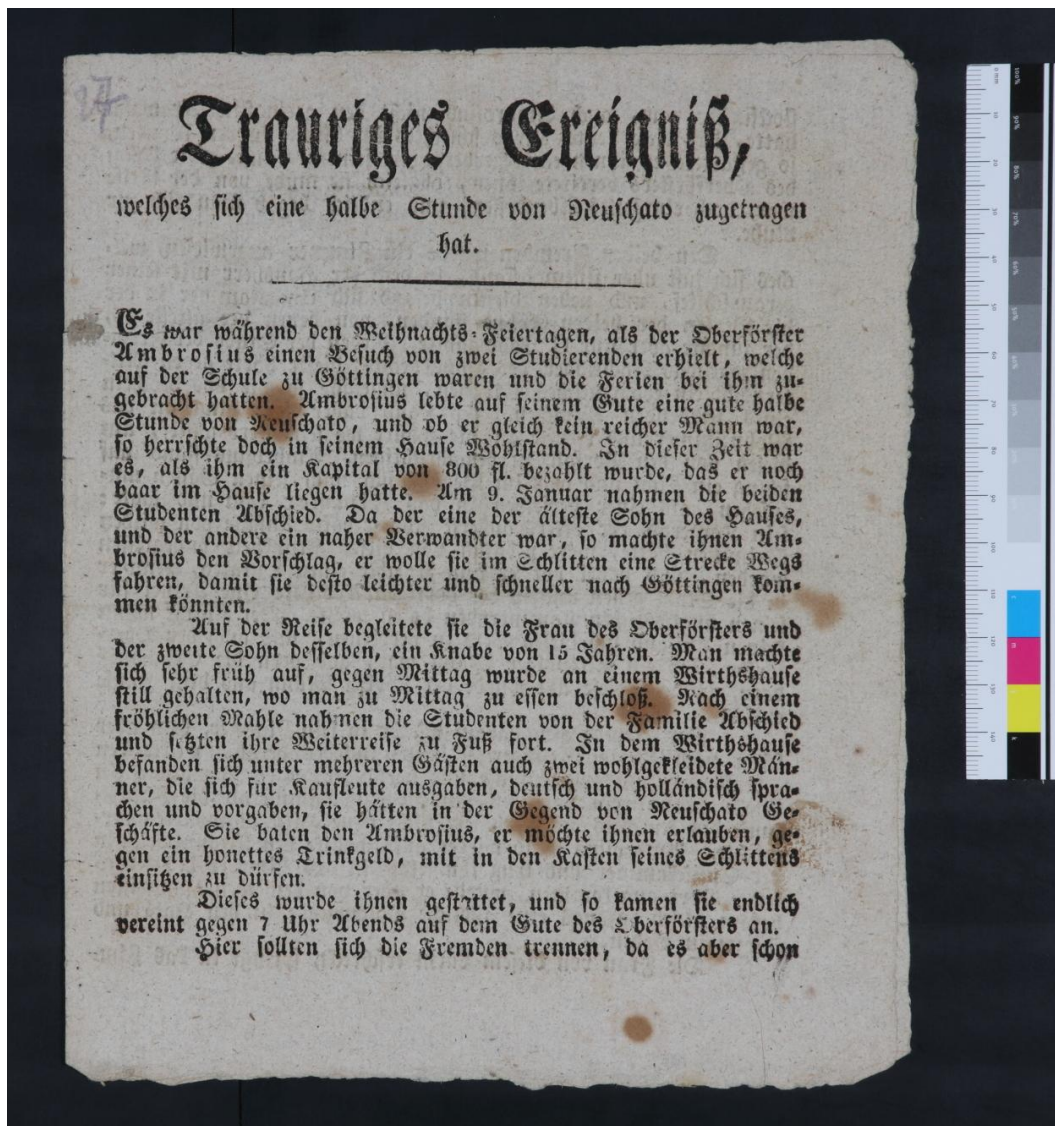 27
Trauriges Ereigniß,
welches sich eine halbe Stunde von Neuschato zugetragen
hat.
Es war während den Weihnachts-Feiertagen, als der Oberförster
Ambrosius einen Besuch von zwei Studierenden erhielt, welche
auf der Schule zu Göttingen waren und die Ferien bei ihm zu-
gebracht hatten. Ambrosius lebte auf seinem Gute eine gute halbe
Stunde von Neuschato, und ob er gleich kein reicher Mann war,
so herrschte doch in seinem Hause Wohlstand. In dieser Zeit war
es, als ihm ein Kapital von 800 fl. bezahlt wurde, das er noch
baar im Hause liegen hatte. Am 9. Januar nahmen die beiden
Studenten Abschied. Da der eine der älteste Sohn des Hauses,
und der andere ein naher Verwandter war, so machte ihnen Am-
brosius den Vorschlag, er wolle sie im Schlitten eine Strecke Wegs
fahren, damit sie desto leichter und schneller nach Göttingen kom-
men könnten.
Auf der Reise begleitete sie die Frau des Oberförsters und
der zweite Sohn desselben, ein Knabe von 15 Jahren. Man machte
sich sehr früh auf, gegen Mittag wurde an einem Wirthshause
still gehalten, wo man zu Mittag zu essen beschloß. Nach einem
fröhlichen Mahle nahmen die Studenten von der Familie Abschied
und setzten ihre Weiterreise zu Fuß fort. In dem Wirthshause
befanden sich unter mehreren Gästen auch zwei wohlgekleidete Män-
ner, die sich für Kaufleute ausgaben, deutsch und holländisch spra-
chen und vorgaben, sie hätten in der Gegend von Neuschato Ge-
schäfte. Sie baten den Ambrosius, er möchte ihnen erlauben, ge-
gen ein honettes Trinkgeld, mit in den Kasten seines Schlittens
einsitzen zu dürfen.
Dieses wurde ihnen gestattet, und so kamen sie endlich
vereint gegen 7 Uhr Abends auf dem Gute des Oberförsters an.
Hier sollten sich die Fremden trennen, da es aber schon